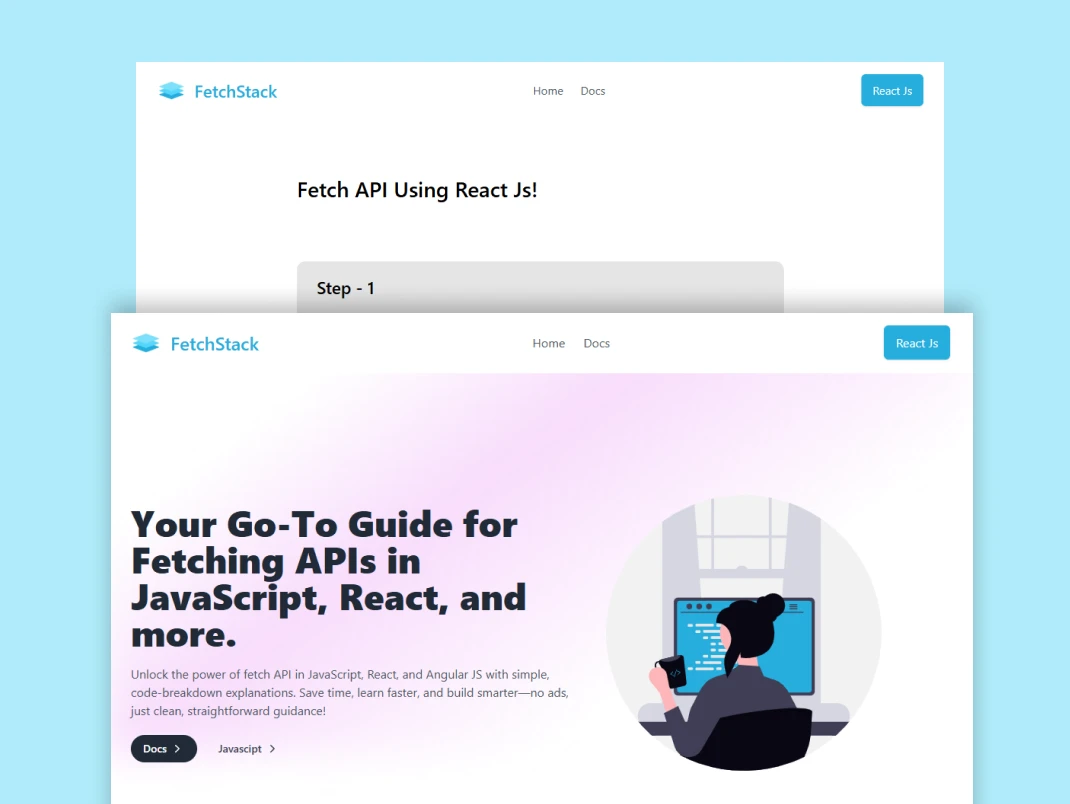 FetchStack
Home Docs
React Js
Fetch API Using React Js!
Step - 1
FetchStack
Home Docs
React Js
Your Go-To Guide for
Fetching APIs in
JavaScript, React, and
more.
Unlock the power of fetch API in JavaScript, React, and Angular JS with simple,
code-breakdown explanations. Save time, learn faster, and build smarter—no ads,
just clean, straightforward guidance!
Docs
Javascipt